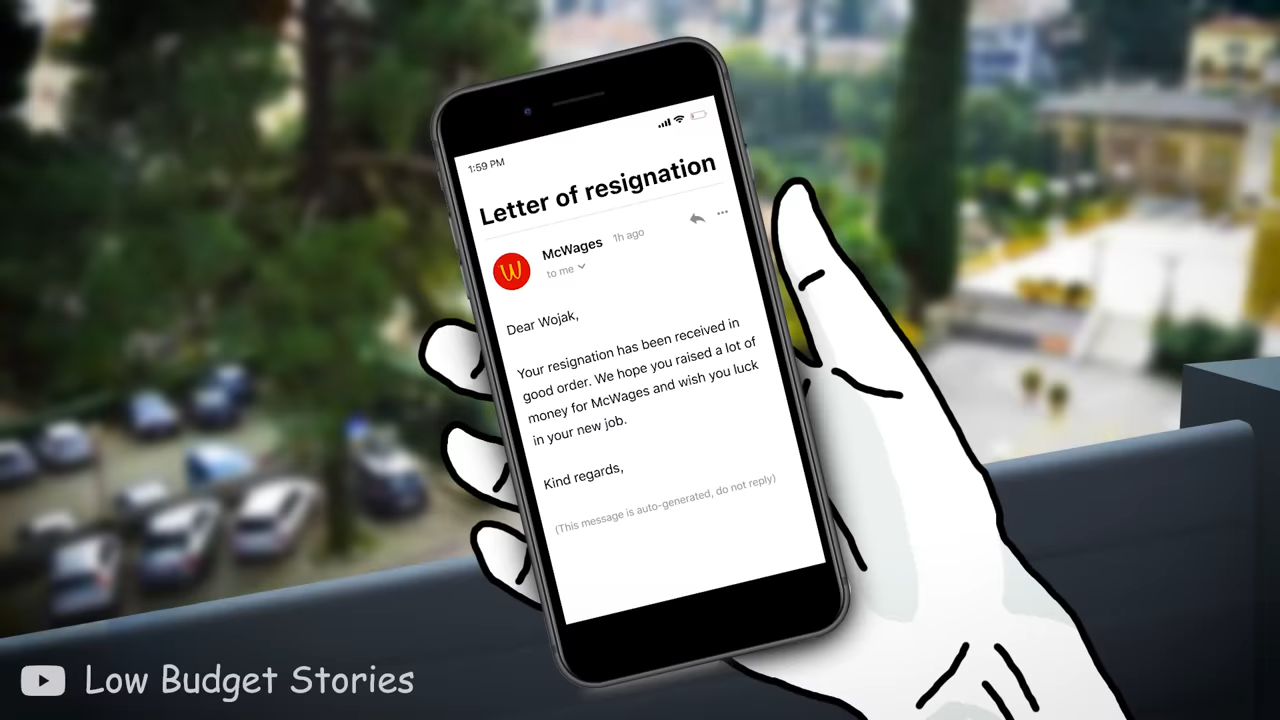 1:59 PM
Letter of resignation
McWages 1h ago
to me
Dear Wojak,
Your resignation has been received in
good order. We hope you raised a lot of
money for McWages and wish you luck
in your new job.
Kind regards,
(This message is auto-generated, do not reply)
Low Budget Stories